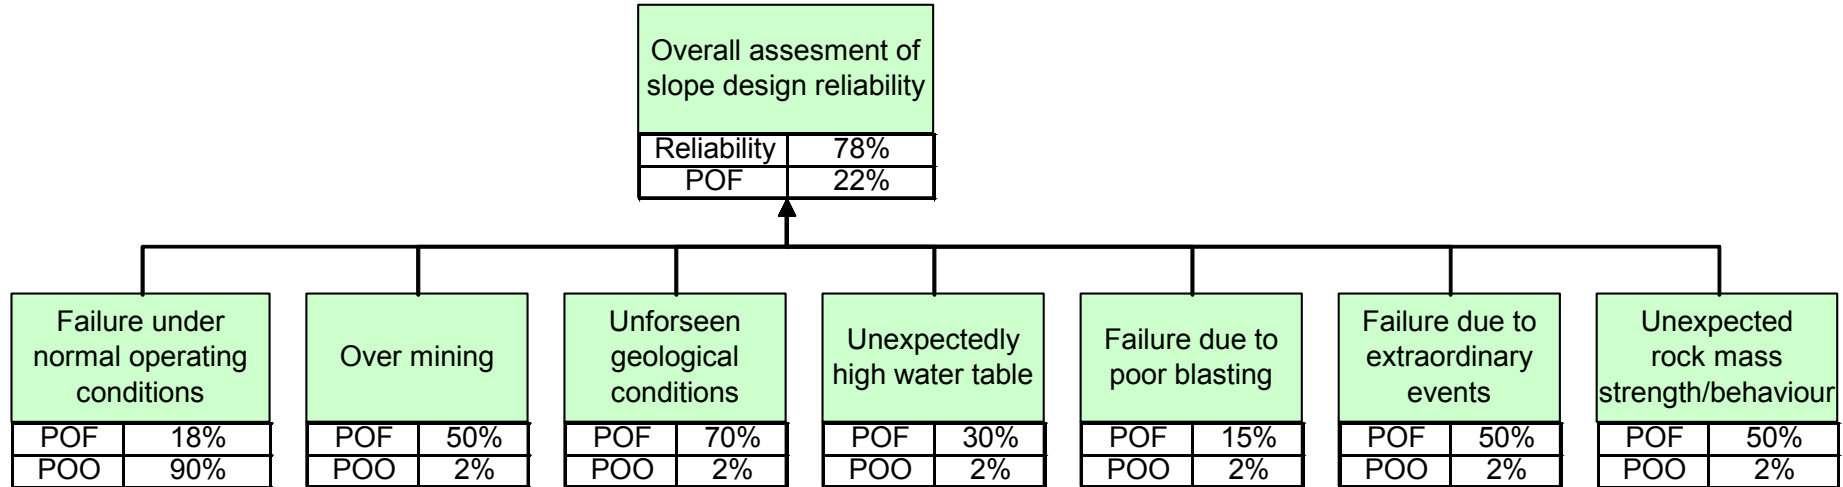 Overall assesment of
slope design reliability
Reliability 78%
POF 22%
Failure under
normal operating
conditions
POF 18%
POO 90%
Over mining
POF 50%
POO 2%
Unforseen
geological
conditions
POF 70%
POO 2%
Unexpectedly
high water table
POF 30%
POO 2%
Failure due to
poor blasting
POF 15%
POO 2%
Failure due to
extraordinary
events
POF 50%
POO 2%
Unexpected
rock mass
strength/behaviour
POF 50%
POO 2%